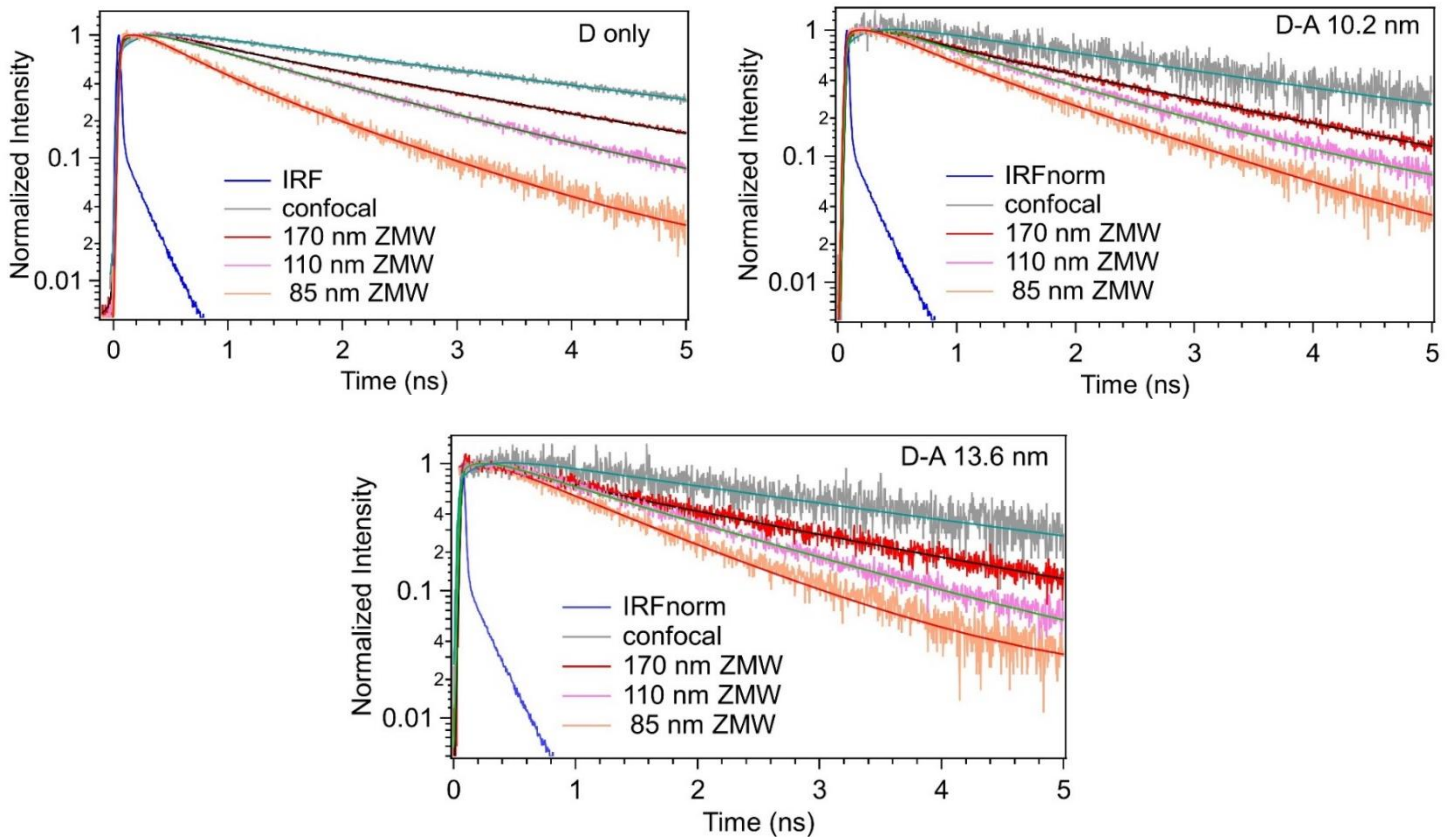 D only
Normalized Intensity
1
4
2
0.1
4
2
0.01
IRF
confocal
170 nm ZMW
110 nm ZMW
85 nm ZMW
0 1 2 3 4 5
Time (ns)
D-A 10.2 nm
Normalized Intensity
1
4
2
0.1
4
2
0.01
IRFnorm
confocal
170 nm ZMW
110 nm ZMW
85 nm ZMW
0 1 2 3 4 5
Time (ns)
D-A 13.6 nm
Normalized Intensity
1
4
2
0.1
4
2
0.01
IRFnorm
confocal
170 nm ZMW
110 nm ZMW
85 nm ZMW
0 1 2 3 4 5
Time (ns)